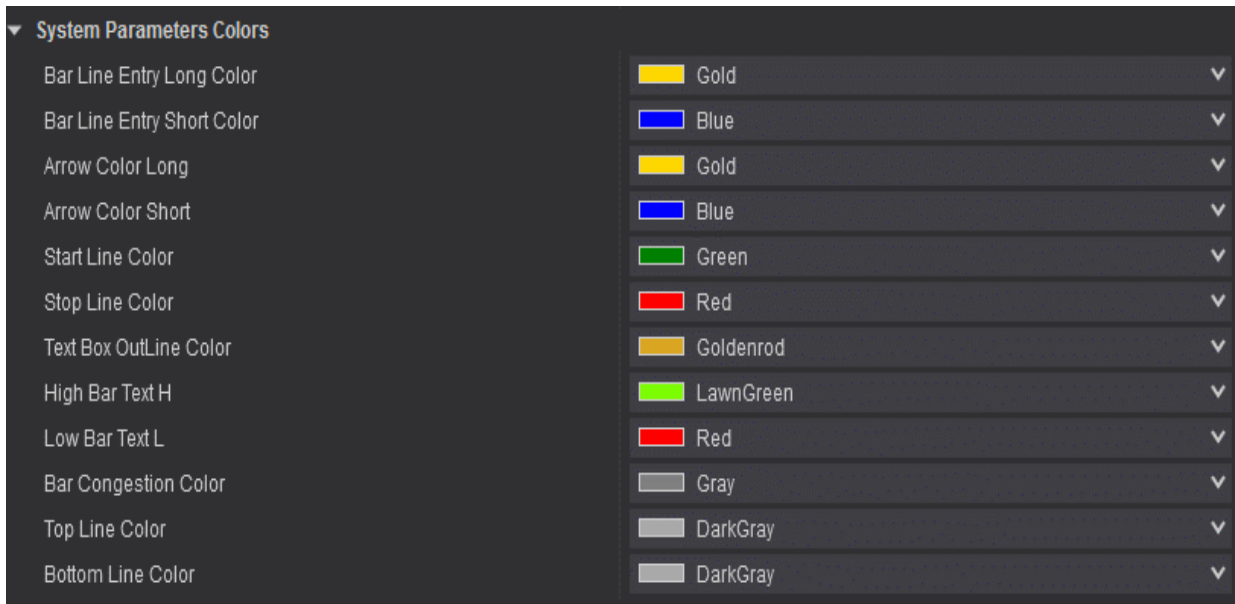 System Parameters Colors
Bar Line Entry Long Color Gold
Bar Line Entry Short Color Blue
Arrow Color Long Gold
Arrow Color Short Blue
Start Line Color Green
Stop Line Color Red
Text Box OutLine Color Goldenrod
High Bar Text H LawnGreen
Low Bar Text L Red
Bar Congestion Color Gray
Top Line Color DarkGray
Bottom Line Color DarkGray